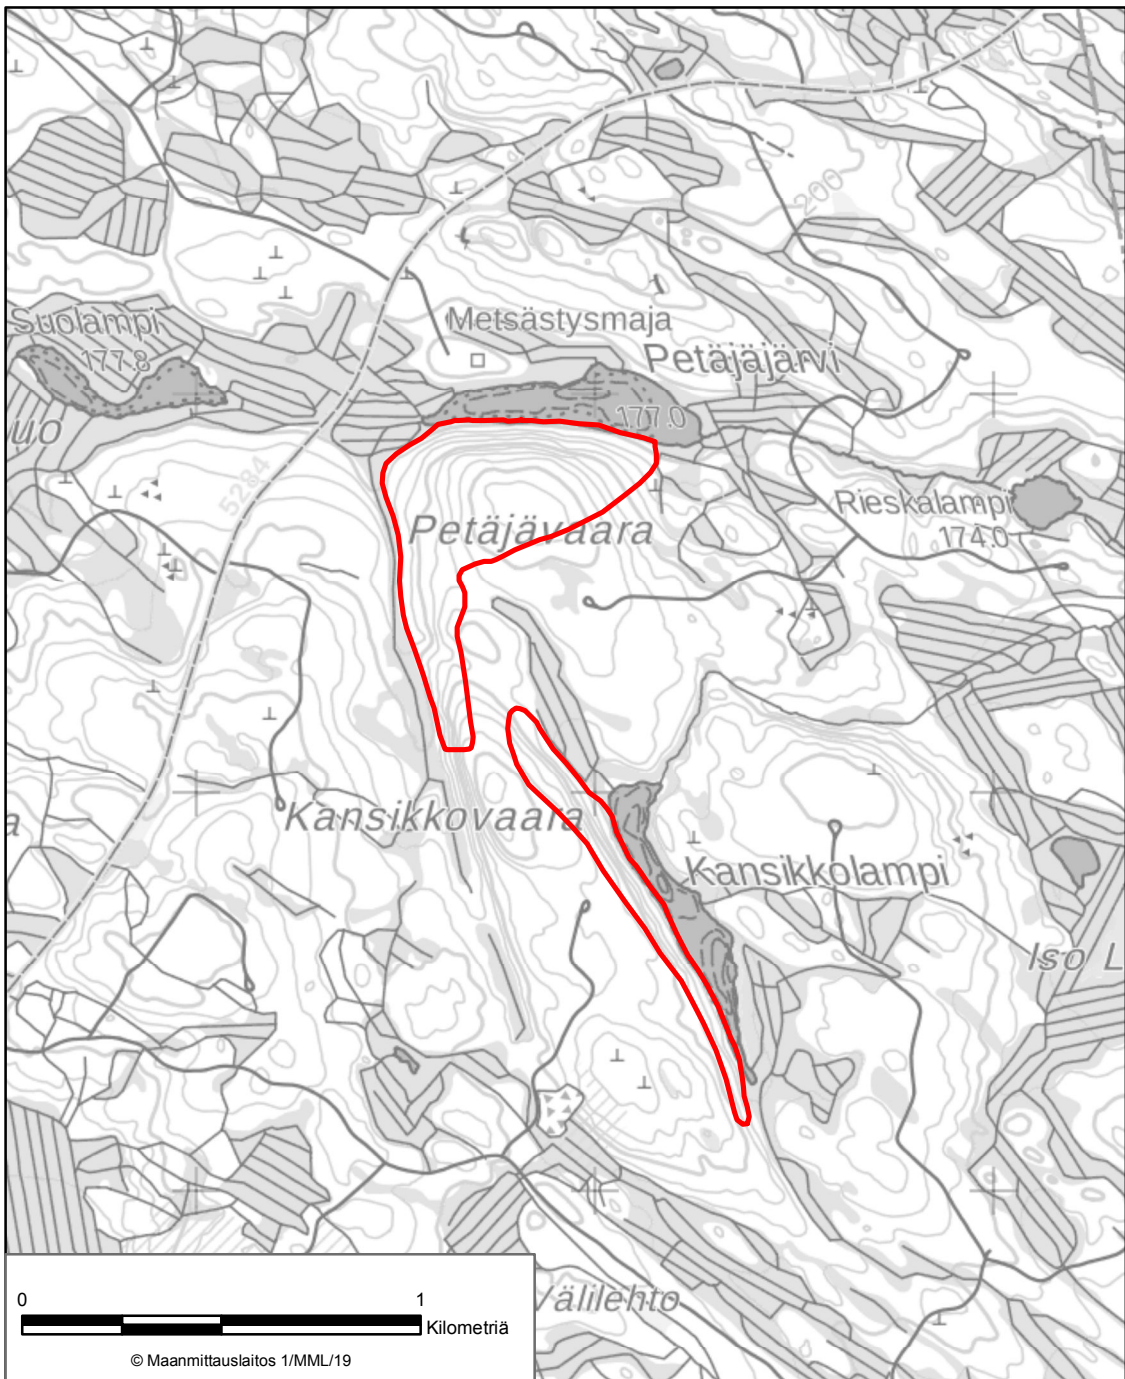 200
Suolampi
177.8
Metsästysmaja
Petäjäjärvi
177.0
uo
5284
Petäjävaara
Rieskalampi
174.0
Kansikkovaara
a
Kansikkolampi
Iso L
Välilehto
0 1
Kilometriä
© Maanmittauslaitos 1/MML/19